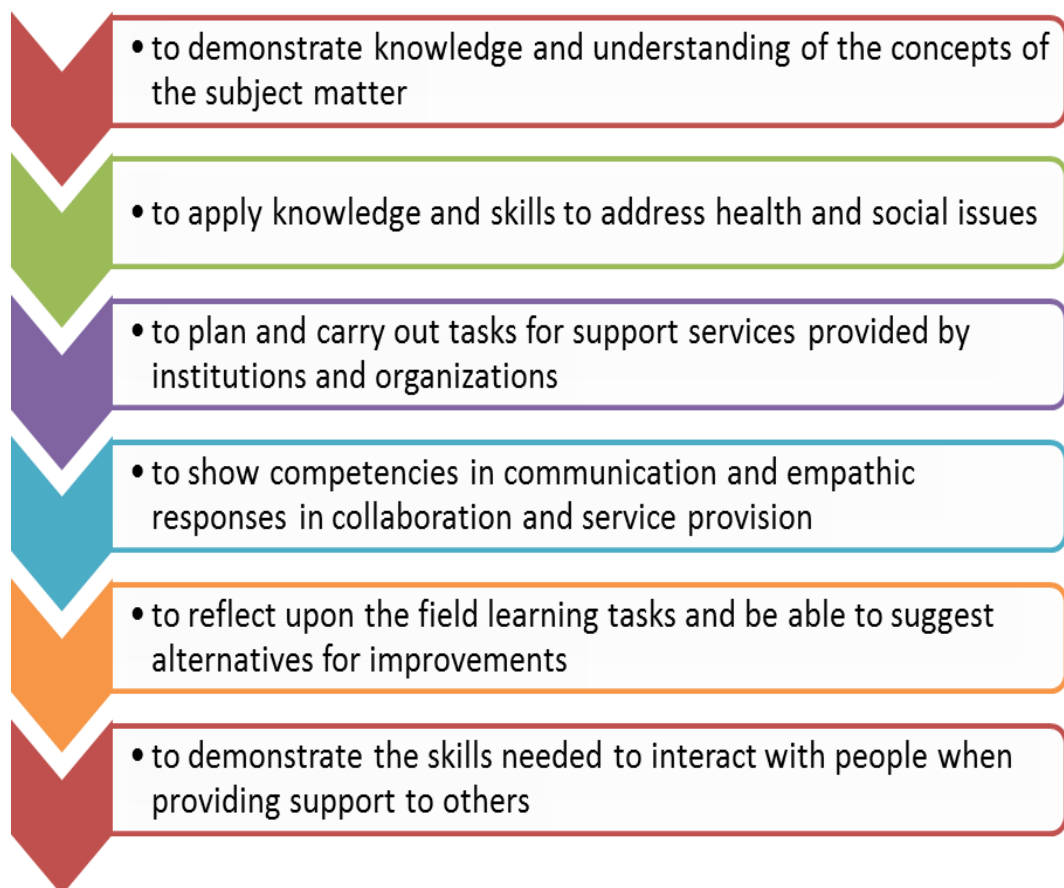 • to demonstrate knowledge and understanding of the concepts of
the subject matter
• to apply knowledge and skills to address health and social issues
• to plan and carry out tasks for support services provided by
institutions and organizations
• to show competencies in communication and empathic
responses in collaboration and service provision
• to reflect upon the field learning tasks and be able to suggest
alternatives for improvements
• to demonstrate the skills needed to interact with people when
providing support to others